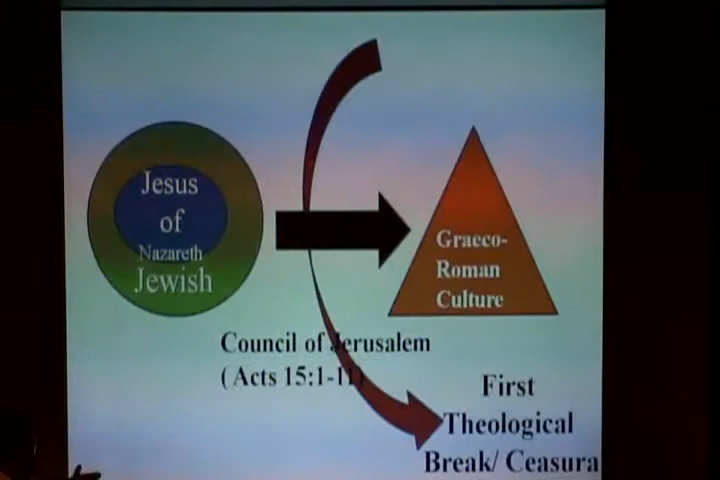 Jesus
of
Nazareth
Jewish
Graeco-
Roman
Culture
Council of Jerusalem
( Acts 15:1-11)
First
Theological
Break/ Ceasura